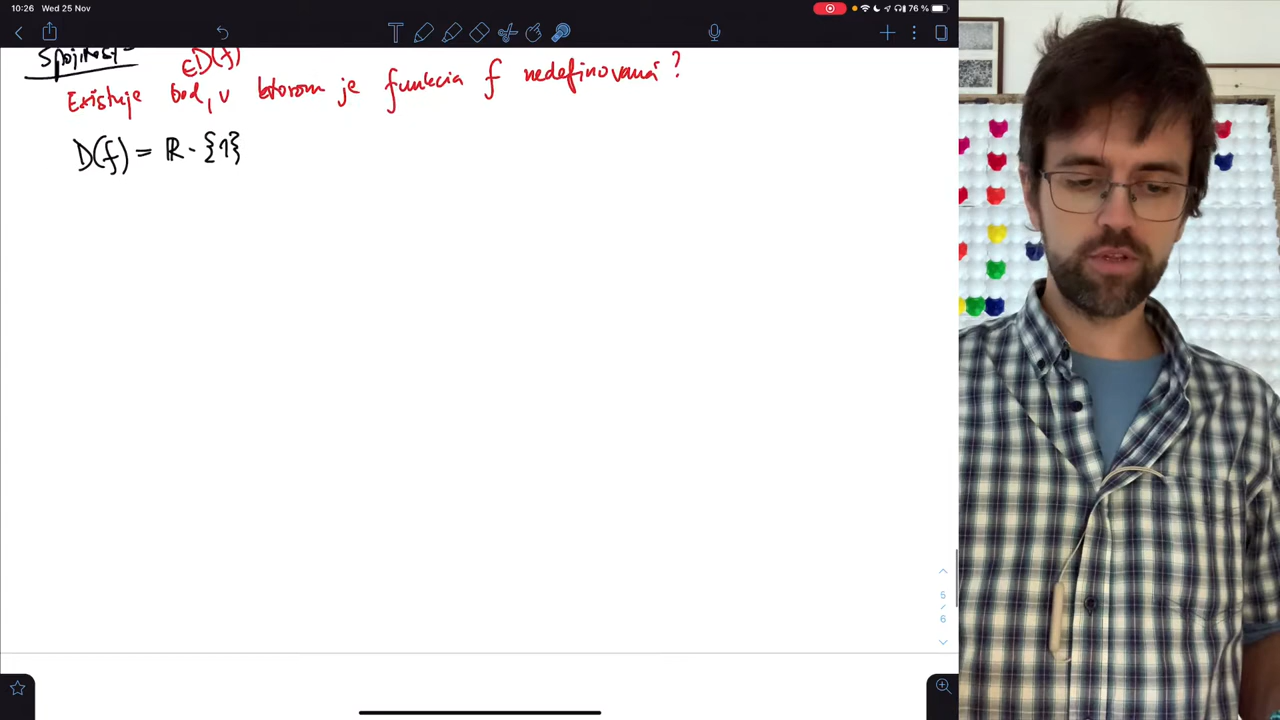 10:26 Wed 25 Nov
76 %
Spojitosť
∈D(f)
Existuje bod, v ktorom je funkcia f nedefinovaná?
D(f) = ℝ - {1}
5
/
6